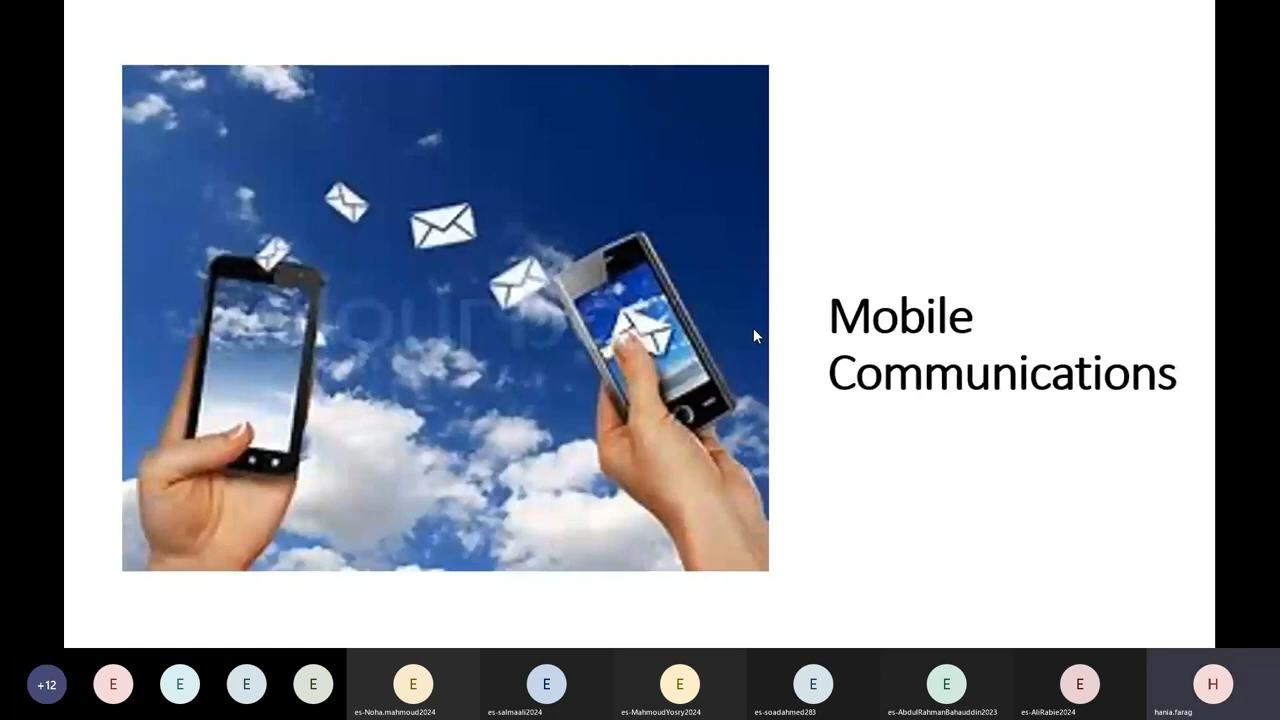 Mobile
Communications
+12
E
E
E
E
E
E
E
E
E
E
H
es-Noha.mahmoud2024
es-salmaali2024
es-MahmoudYosry2024
es-soadahmed283
es-AbdulRahmanBahauddin2023
es-AliRabie2024
hania.farag